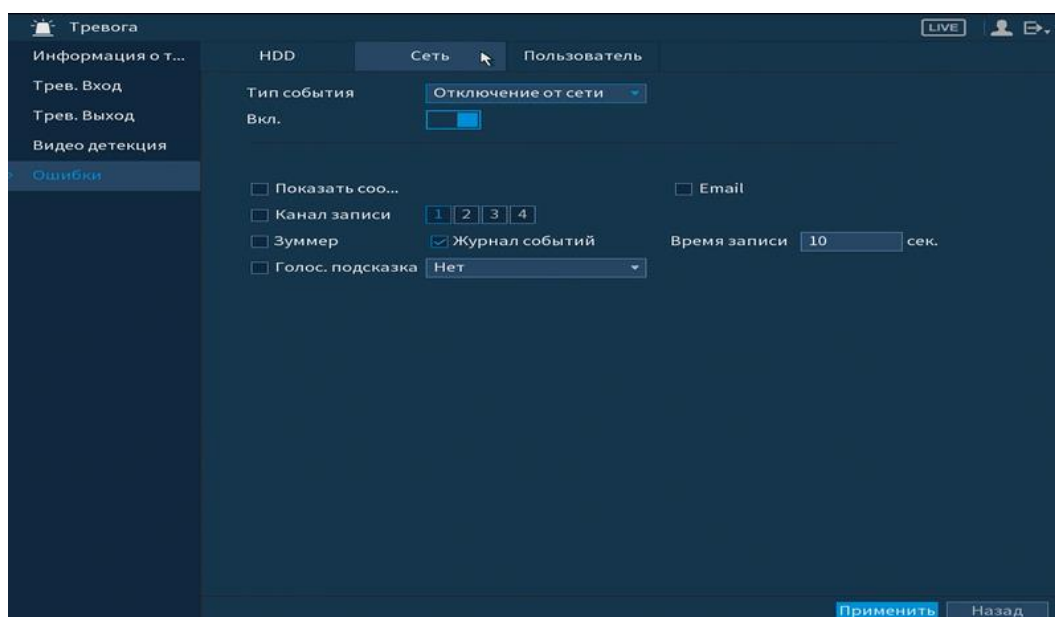 Тревога LIVE
Информация о т... HDD Сеть Пользователь
Трев. Вход Тип события Отключение от сети
Трев. Выход Вкл.
Видео детекция
Ошибки
Показать соо... Email
Канал записи 1 2 3 4
Зуммер Журнал событий Время записи 10 сек.
Голос. подсказка Нет
Применить Назад